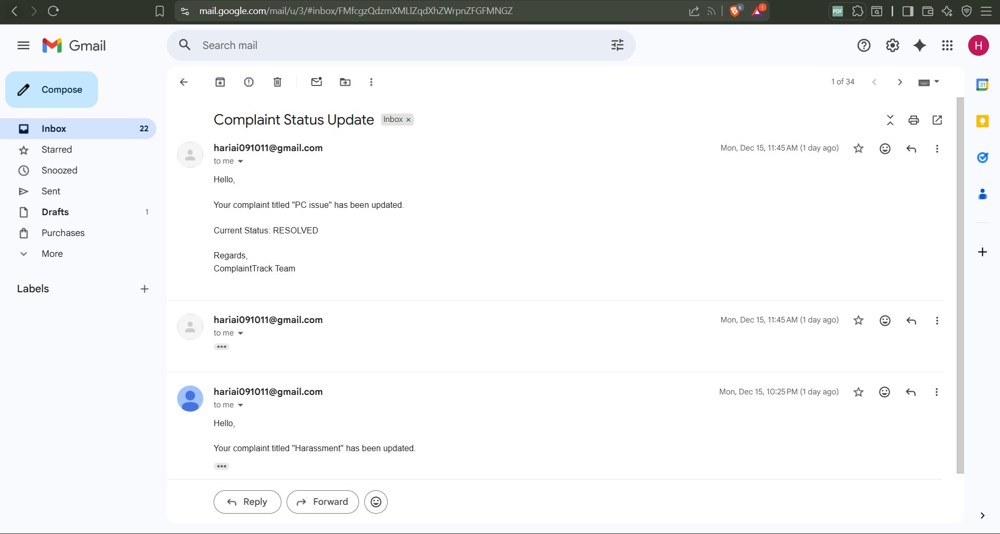 mail.google.com/mail/u/3/#inbox/FMfcgzQdzmXMLlZqdXhZWrpnZFGFMNGZ
6
1
PDF
Gmail
Search mail
H
Compose
Inbox 22
Starred
Snoozed
Sent
Drafts 1
Purchases
More
Labels
1 of 34
31
Complaint Status Update Inbox ×
hariai091011@gmail.com Mon, Dec 15, 11:45 AM (1 day ago)
to me
Hello,
Your complaint titled "PC issue" has been updated.
Current Status: RESOLVED
Regards,
ComplaintTrack Team
hariai091011@gmail.com Mon, Dec 15, 11:45 AM (1 day ago)
to me
hariai091011@gmail.com Mon, Dec 15, 10:25 PM (1 day ago)
to me
Hello,
Your complaint titled "Harassment" has been updated.
Reply Forward